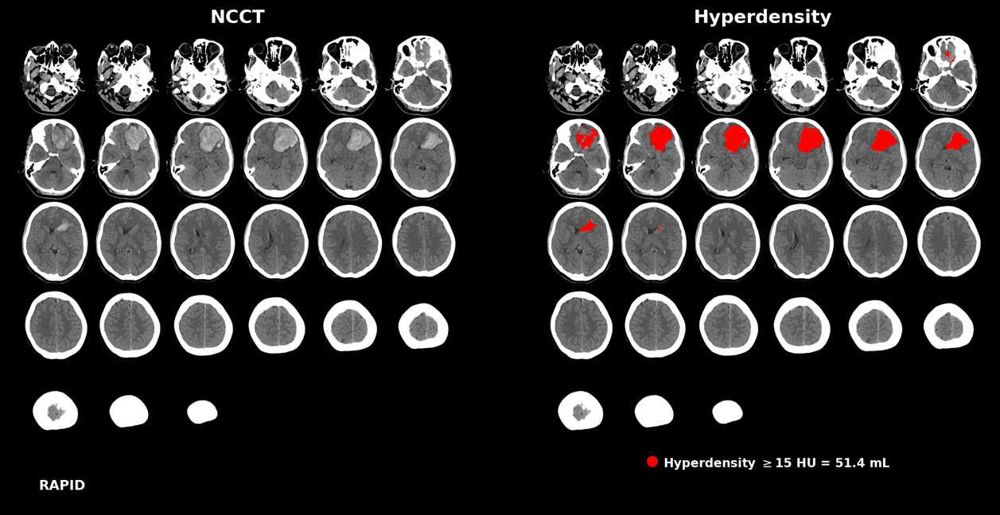 NCCT
Hyperdensity
Hyperdensity ≥ 15 HU = 51.4 mL
RAPID